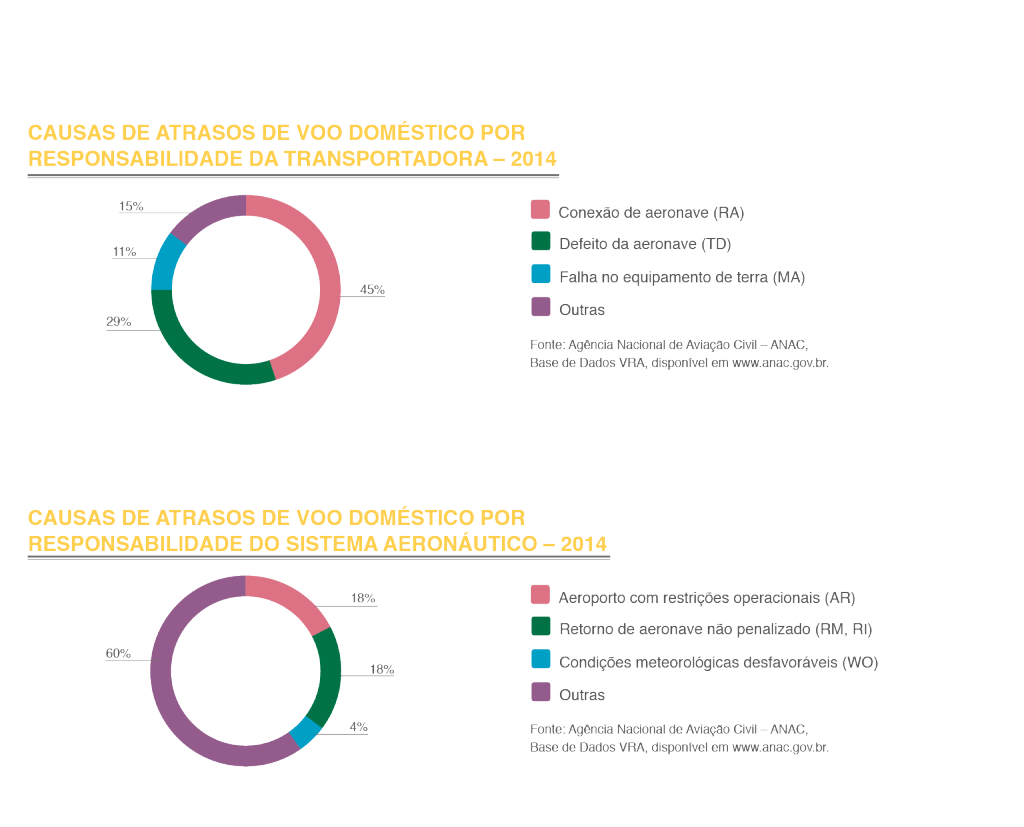 CAUSAS DE ATRASOS DE VOO DOMÉSTICO POR
RESPONSABILIDADE DA TRANSPORTADORA – 2014
15%
11%
29%
45%
Conexão de aeronave (RA)
Defeito da aeronave (TD)
Falha no equipamento de terra (MA)
Outras
Fonte: Agência Nacional de Aviação Civil – ANAC,
Base de Dados VRA, disponível em www.anac.gov.br.
CAUSAS DE ATRASOS DE VOO DOMÉSTICO POR
RESPONSABILIDADE DO SISTEMA AERONÁUTICO – 2014
18%
60%
18%
4%
Aeroporto com restrições operacionais (AR)
Retorno de aeronave não penalizado (RM, RI)
Condições meteorológicas desfavoráveis (WO)
Outras
Fonte: Agência Nacional de Aviação Civil – ANAC,
Base de Dados VRA, disponível em www.anac.gov.br.